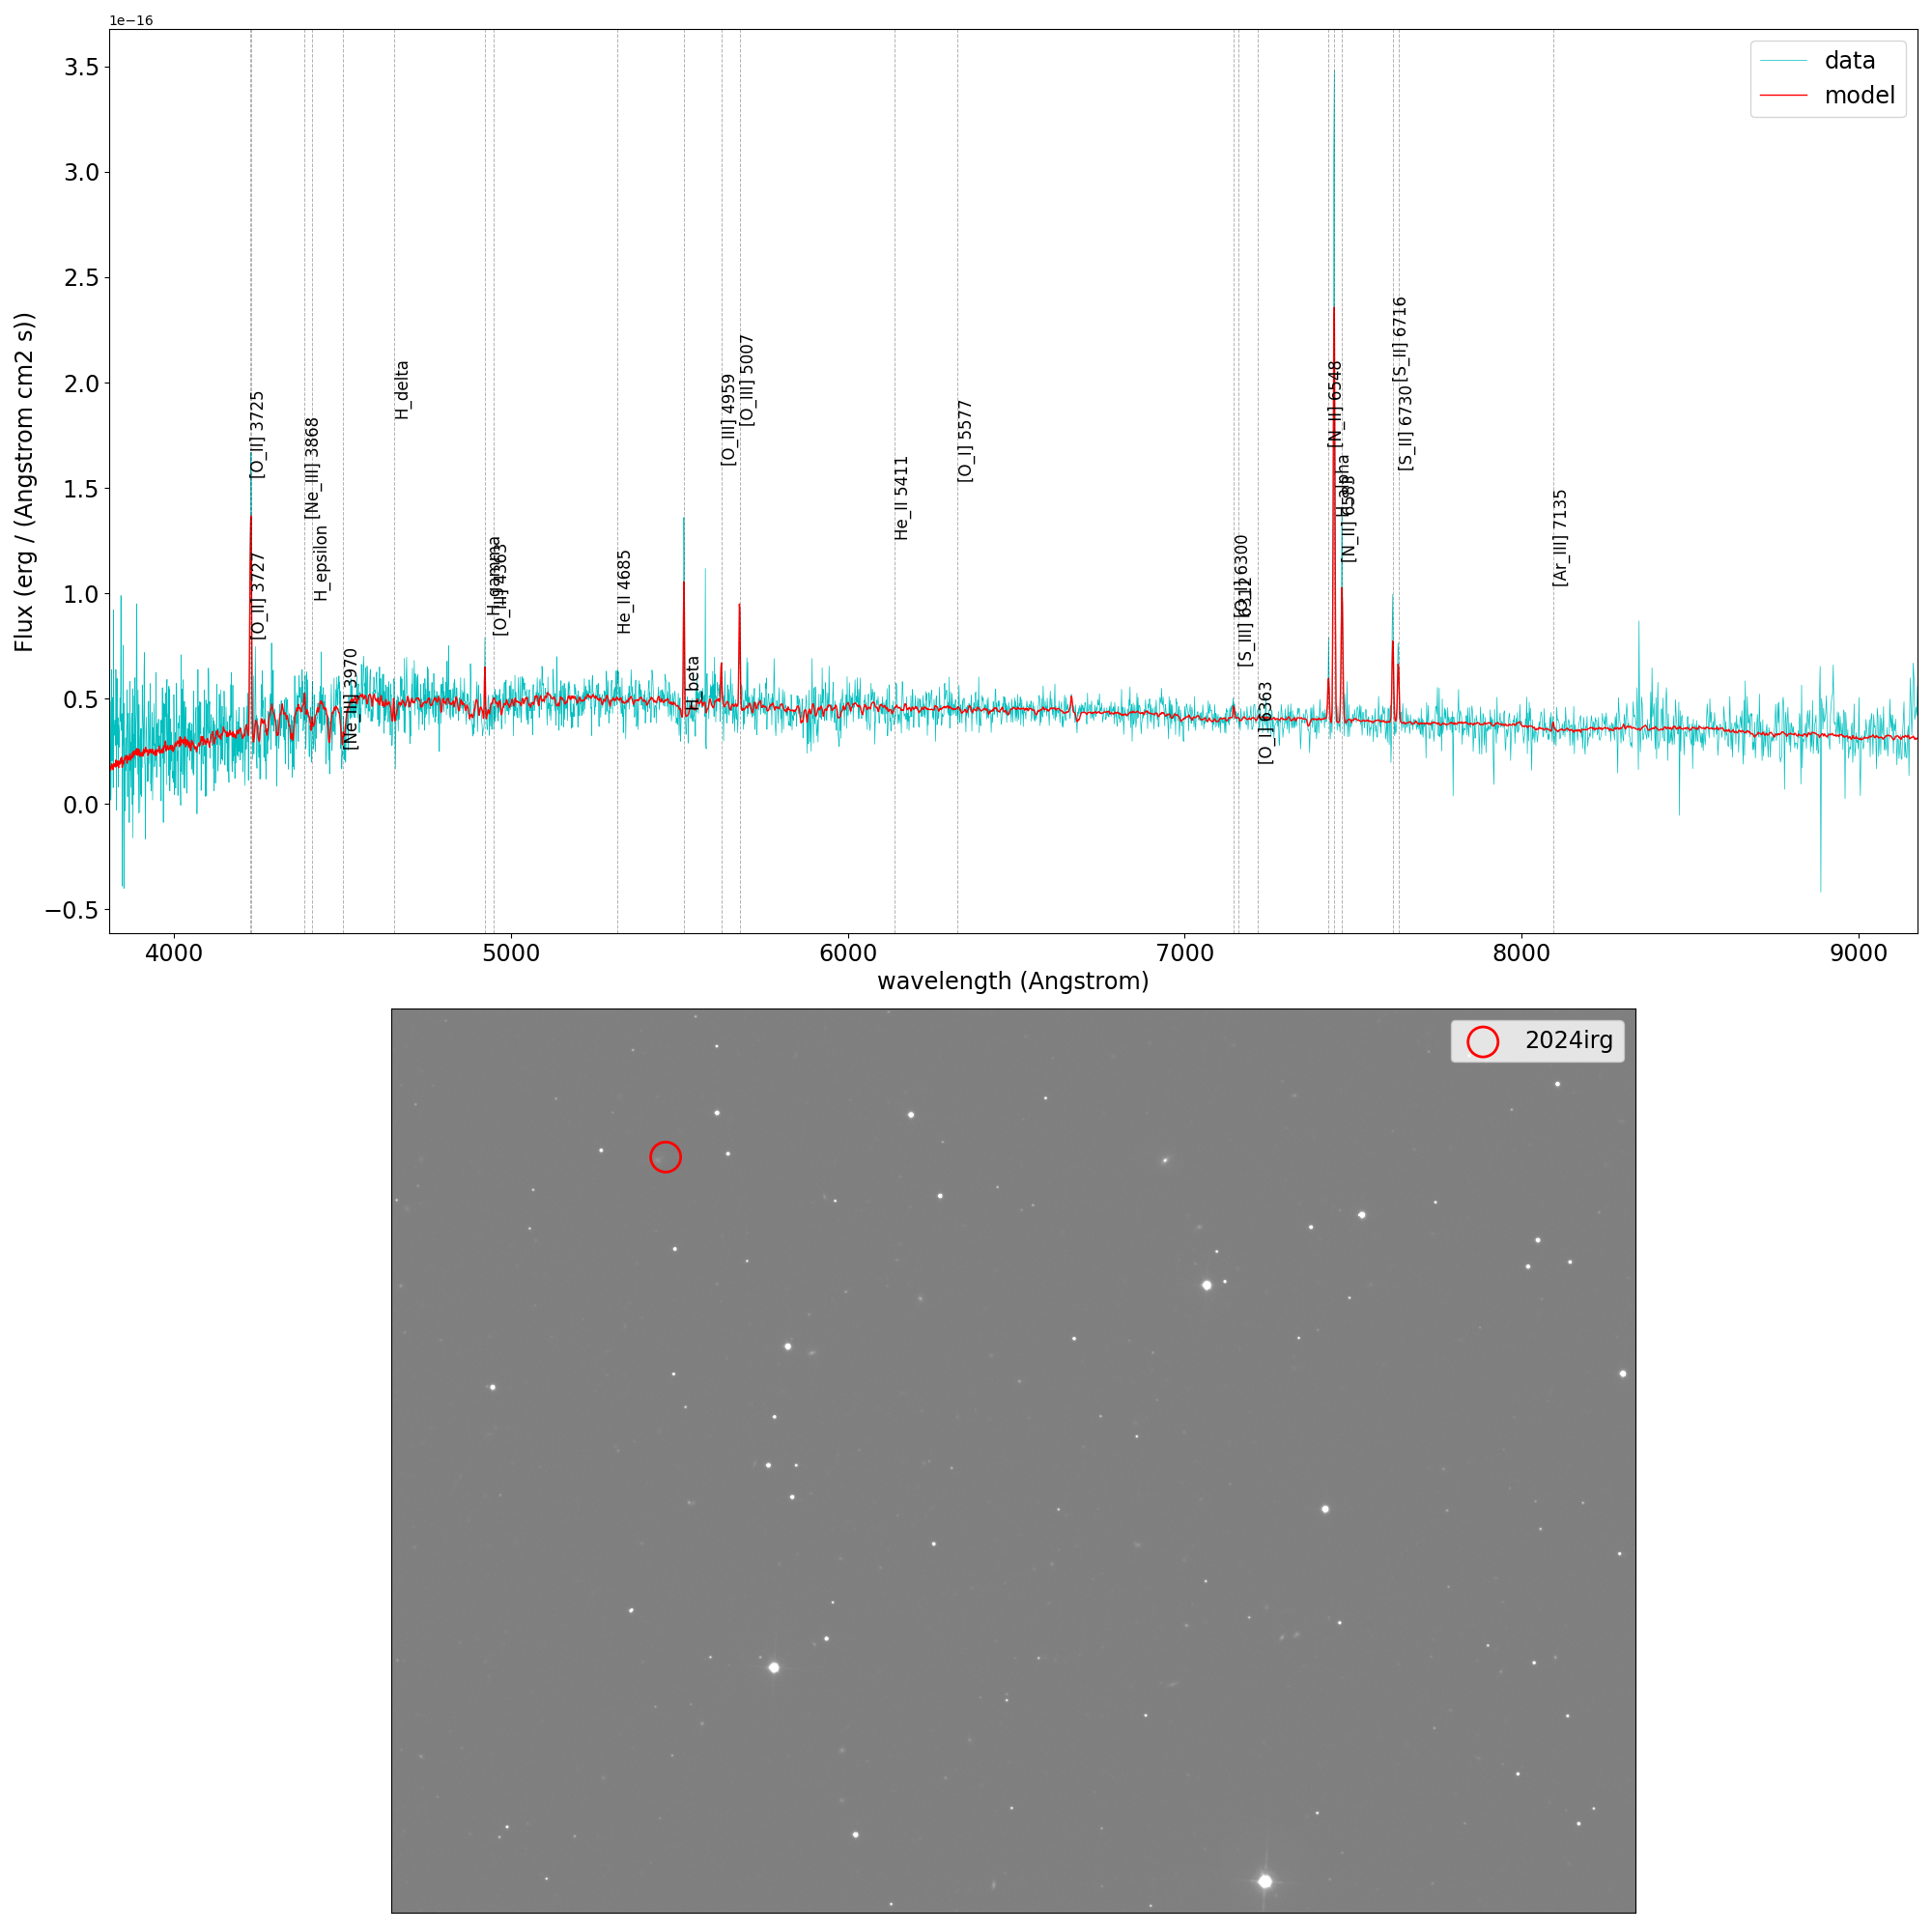 1e−16
data
model
Flux (erg / (Angstrom cm2 s))
3.5
3.0
2.5
2.0
1.5
1.0
0.5
0.0
−0.5
[O_II] 3725
[O_II] 3727
[Ne_III] 3868
H_epsilon
[Ne_III] 3970
H_delta
H_gamma
[O_III] 4363
He_II 4685
H_beta
[O_III] 4959
[O_III] 5007
He_II 5411
[O_I] 5577
[O_I] 6300
[S_III] 6312
[O_I] 6363
[N_II] 6548
H_alpha
[N_II] 6583
[S_II] 6716
[S_II] 6730
[Ar_III] 7135
4000 5000 6000 7000 8000 9000
wavelength (Angstrom)
2024irg